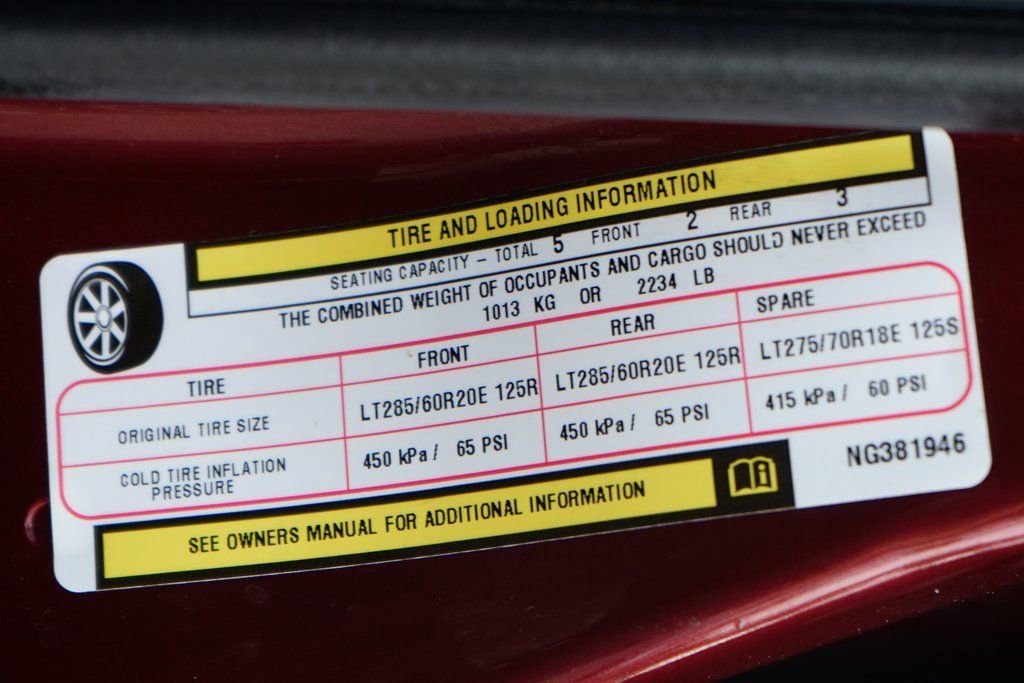 TIRE AND LOADING INFORMATION
SEATING CAPACITY – TOTAL 5 FRONT 2 REAR 3
THE COMBINED WEIGHT OF OCCUPANTS AND CARGO SHOULD NEVER EXCEED
1013 KG OR 2234 LB
TIRE FRONT REAR SPARE
ORIGINAL TIRE SIZE LT285/60R20E 125R LT285/60R20E 125R LT275/70R18E 125S
COLD TIRE INFLATION PRESSURE 450 kPa/ 65 PSI 450 kPa/ 65 PSI 415 kPa/ 60 PSI
NG381946
SEE OWNERS MANUAL FOR ADDITIONAL INFORMATION